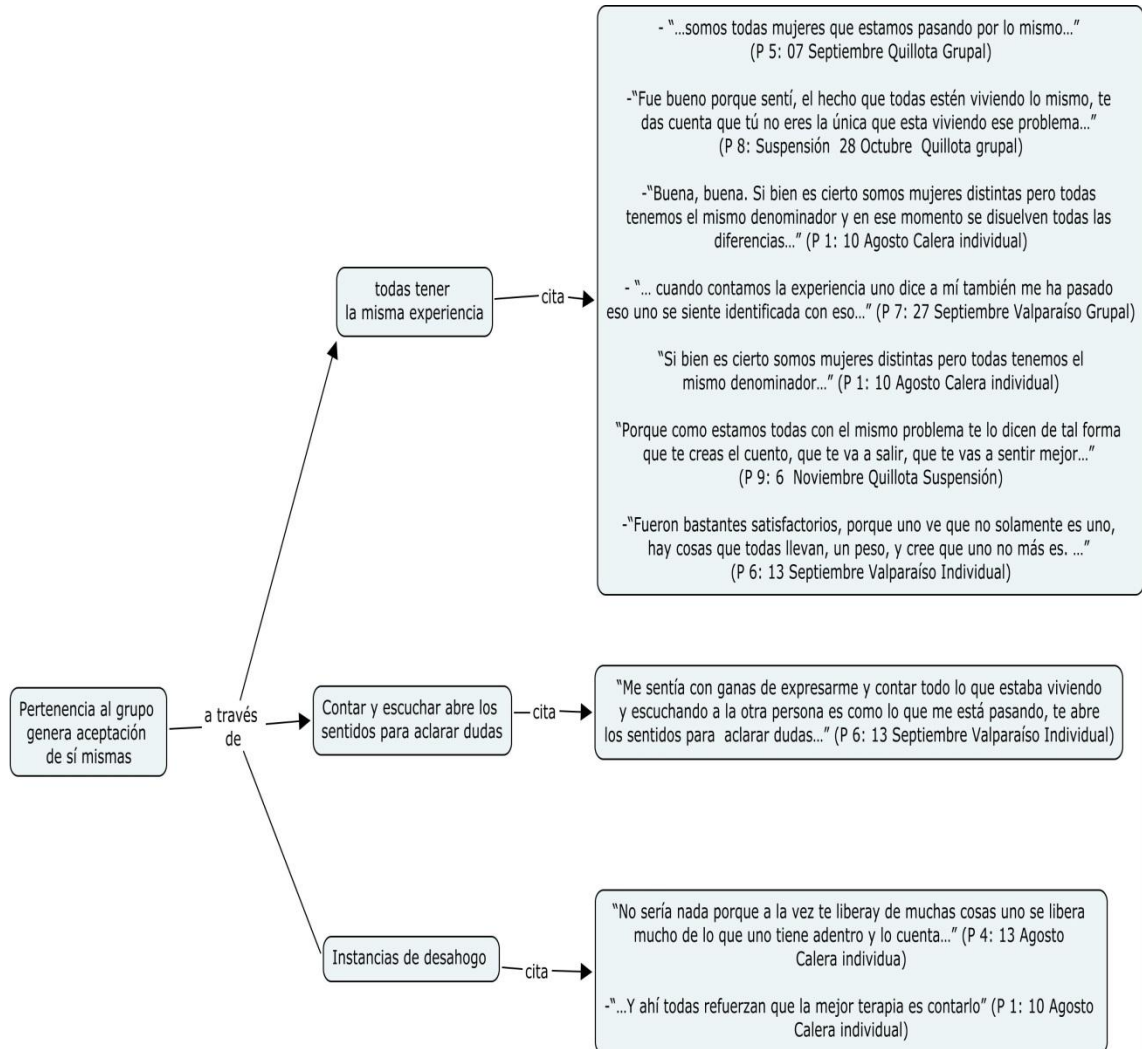 Pertenencia al grupo
genera aceptación
de sí mismas
a través
de
todas tener
la misma experiencia
cita
- “...somos todas mujeres que estamos pasando por lo mismo...”
(P 5: 07 Septiembre Quillota Grupal)
-“Fue bueno porque sentí, el hecho que todas estén viviendo lo mismo, te
das cuenta que tú no eres la única que esta viviendo ese problema...”
(P 8: Suspensión 28 Octubre Quillota grupal)
-“Buena, buena. Si bien es cierto somos mujeres distintas pero todas
tenemos el mismo denominador y en ese momento se disuelven todas las
diferencias...” (P 1: 10 Agosto Calera individual)
- “... cuando contamos la experiencia uno dice a mí también me ha pasado
eso uno se siente identificada con eso...” (P 7: 27 Septiembre Valparaíso Grupal)
“Si bien es cierto somos mujeres distintas pero todas tenemos el
mismo denominador...” (P 1: 10 Agosto Calera individual)
“Porque como estamos todas con el mismo problema te lo dicen de tal forma
que te creas el cuento, que te va a salir, que te vas a sentir mejor...”
(P 9: 6 Noviembre Quillota Suspensión)
-“Fueron bastantes satisfactorios, porque uno ve que no solamente es uno,
hay cosas que todas llevan, un peso, y cree que uno no más es. ...”
(P 6: 13 Septiembre Valparaíso Individual)
Contar y escuchar abre los
sentidos para aclarar dudas
cita
“Me sentía con ganas de expresarme y contar todo lo que estaba viviendo
y escuchando a la otra persona es como lo que me está pasando, te abre
los sentidos para aclarar dudas...” (P 6: 13 Septiembre Valparaíso Individual)
Instancias de desahogo
cita
“No sería nada porque a la vez te liberay de muchas cosas uno se libera
mucho de lo que uno tiene adentro y lo cuenta...” (P 4: 13 Agosto
Calera individua)
-“...Y ahí todas refuerzan que la mejor terapia es contarlo” (P 1: 10 Agosto
Calera individual)